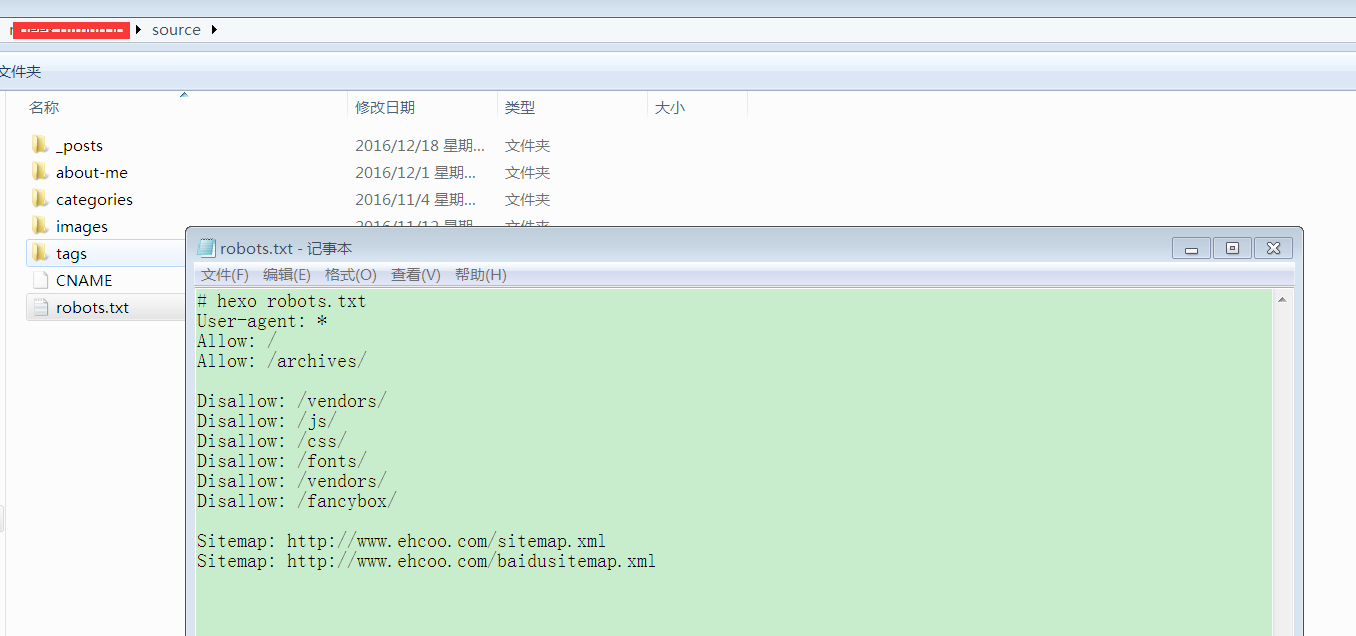 source
文件夹
名称 修改日期 类型 大小
_posts 2016/12/18 星期... 文件夹
about-me 2016/12/1 星期... 文件夹
categories 2016/11/4 星期... 文件夹
images 2016/11/12 星期... 文件夹
tags
CNAME
robots.txt
robots.txt - 记事本
文件(F) 编辑(E) 格式(O) 查看(V) 帮助(H)
# hexo robots.txt
User-agent: *
Allow: /
Allow: /archives/
Disallow: /vendors/
Disallow: /js/
Disallow: /css/
Disallow: /fonts/
Disallow: /vendors/
Disallow: /fancybox/
Sitemap: http://www.ehcoo.com/sitemap.xml
Sitemap: http://www.ehcoo.com/baidusitemap.xml